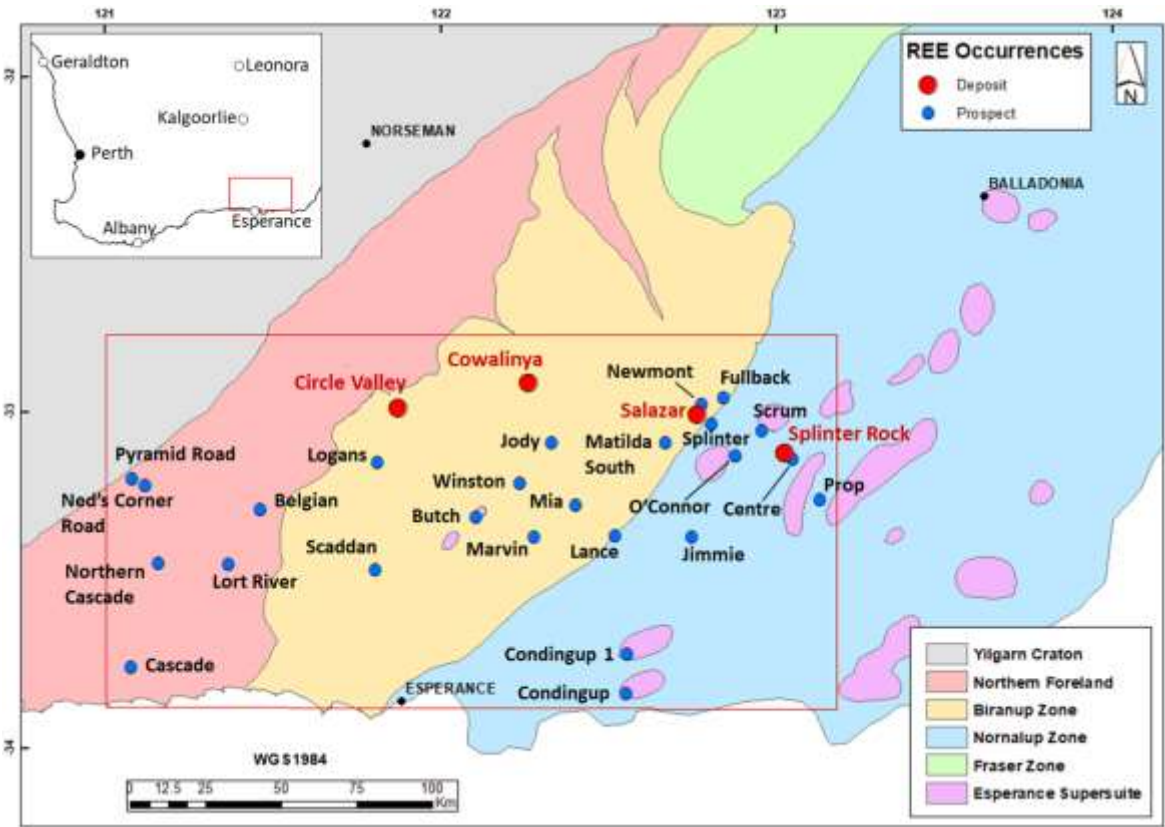 121
122
123
124
32
33
34
Geraldton
Leonora
Kalgoorlie
Perth
Albany
Esperance
NORSEMAN
BALLADONIA
REE Occurrences
Deposit
Prospect
N
Cowalinya
Circle Valley
Newmont
Fullback
Salazar
Scrum
Splinter
Splinter Rock
Jody
Matilda
South
Logans
Pyramid Road
Ned's Corner
Road
Belgian
Winston
Mia
O'Connor
Centre
Prop
Butch
Marvin
Lance
Jimmie
Scaddan
Northern
Cascade
Lort River
Cascade
Condingup 1
Condingup
ESPERANCE
WGS1984
0 12.5 25 50 75 100
Km
Yilgarn Craton
Northern Foreland
Biranup Zone
Nornalup Zone
Fraser Zone
Esperance Supersuite